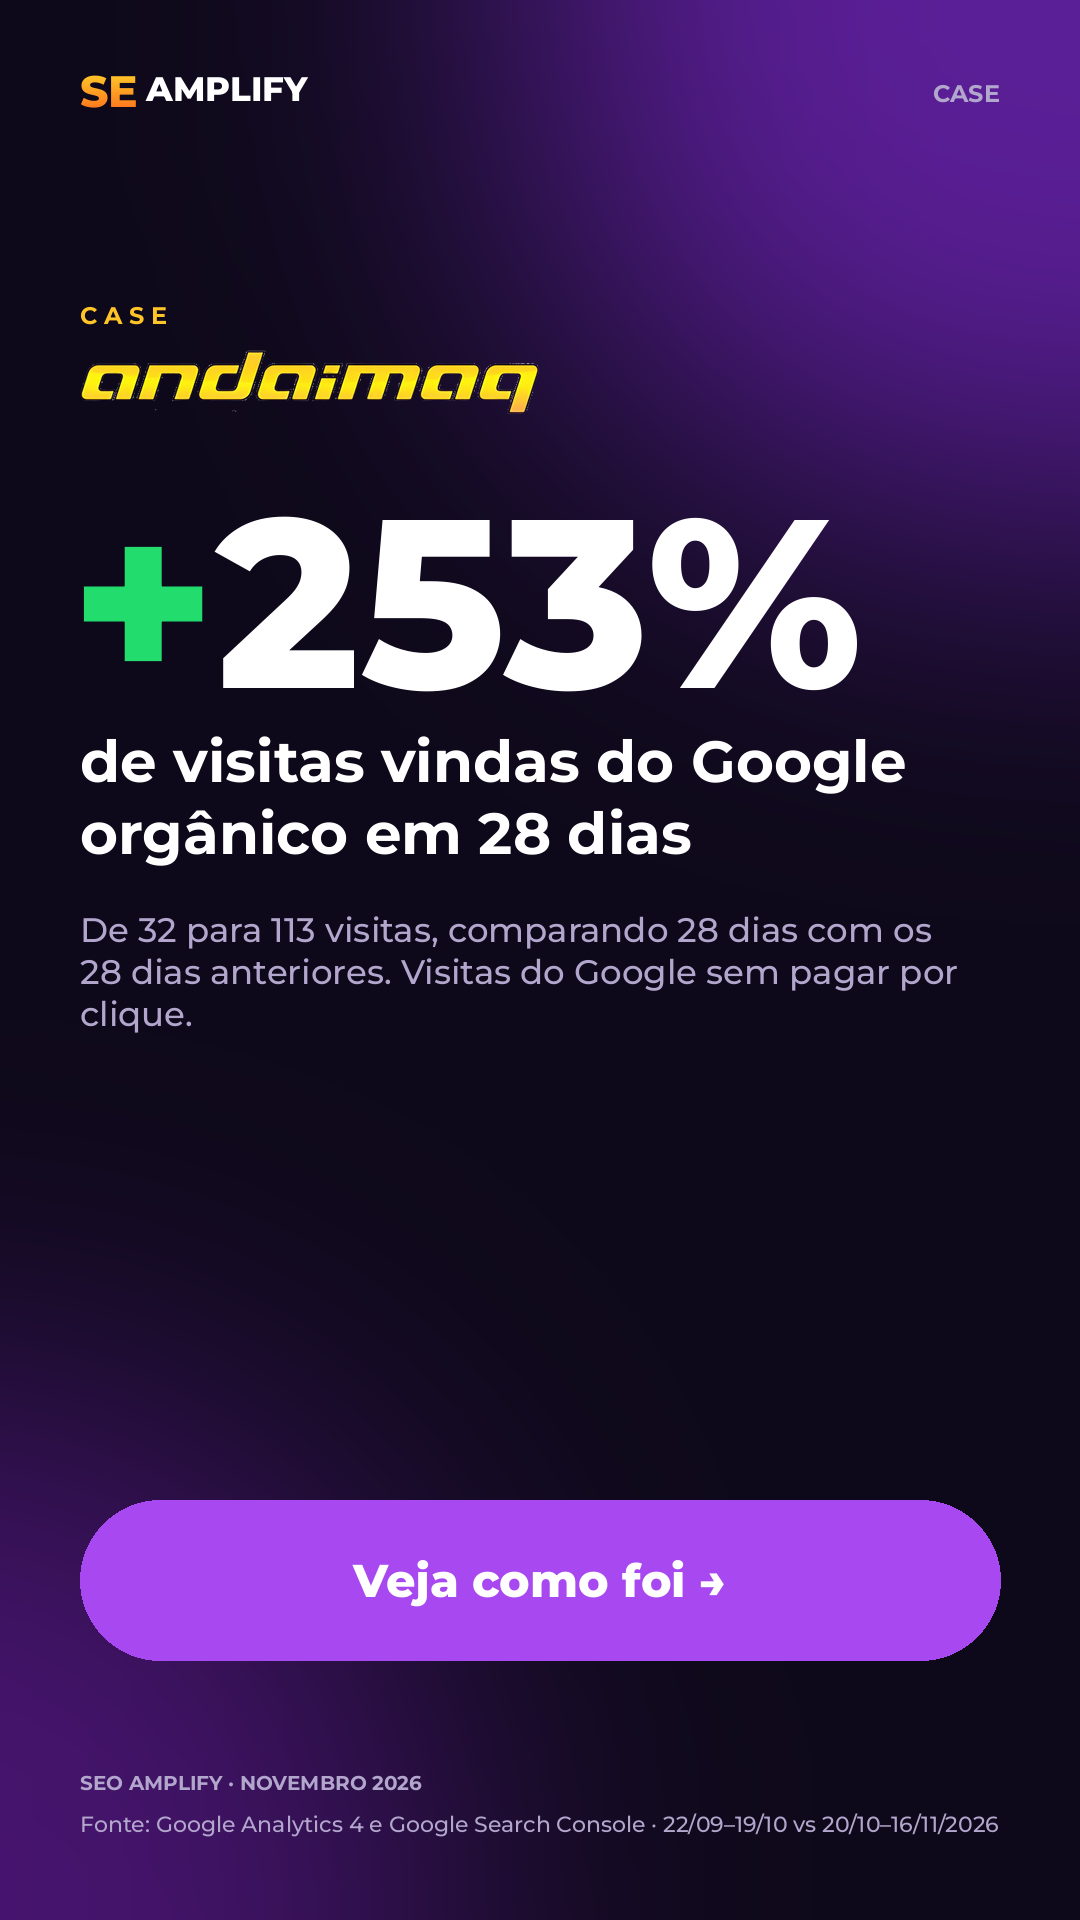 SE AMPLIFY
CASE
CASE
andaimaq
+253%
de visitas vindas do Google
orgânico em 28 dias
De 32 para 113 visitas, comparando 28 dias com os
28 dias anteriores. Visitas do Google sem pagar por
clique.
Veja como foi →
SEO AMPLIFY · NOVEMBRO 2026
Fonte: Google Analytics 4 e Google Search Console · 22/09–19/10 vs 20/10–16/11/2026